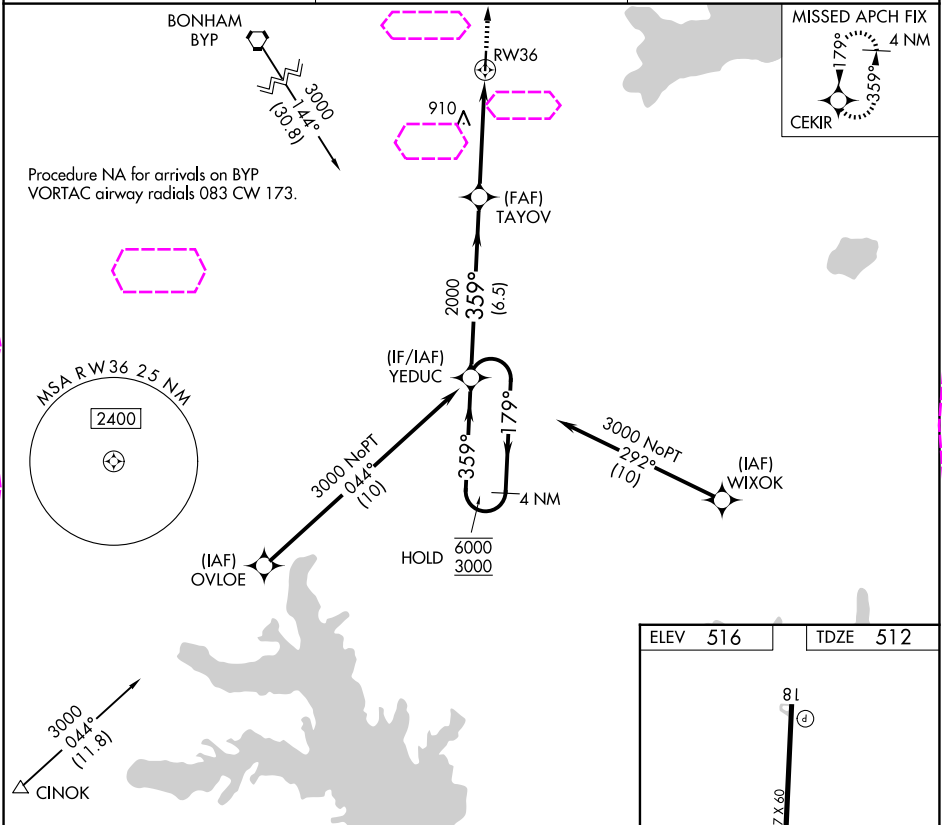 BONHAM
BYP
3000
144°
(30.8)
Procedure NA for arrivals on BYP
VORTAC airway radials 083 CW 173.
RW36
910
MISSED APCH FIX
4 NM
179°
359°
CEKIR
(FAF)
TAYOV
2000
359°
(6.5)
(IF/IAF)
YEDUC
MSA RW36 25 NM
2400
3000 NoPT
044°
(10)
359°
179°
4 NM
3000 NoPT
292°
(10)
(IAF)
WIXOK
HOLD
6000
3000
(IAF)
OVLOE
3000
044°
(11.8)
CINOK
ELEV 516
TDZE 512
18
P
X 60